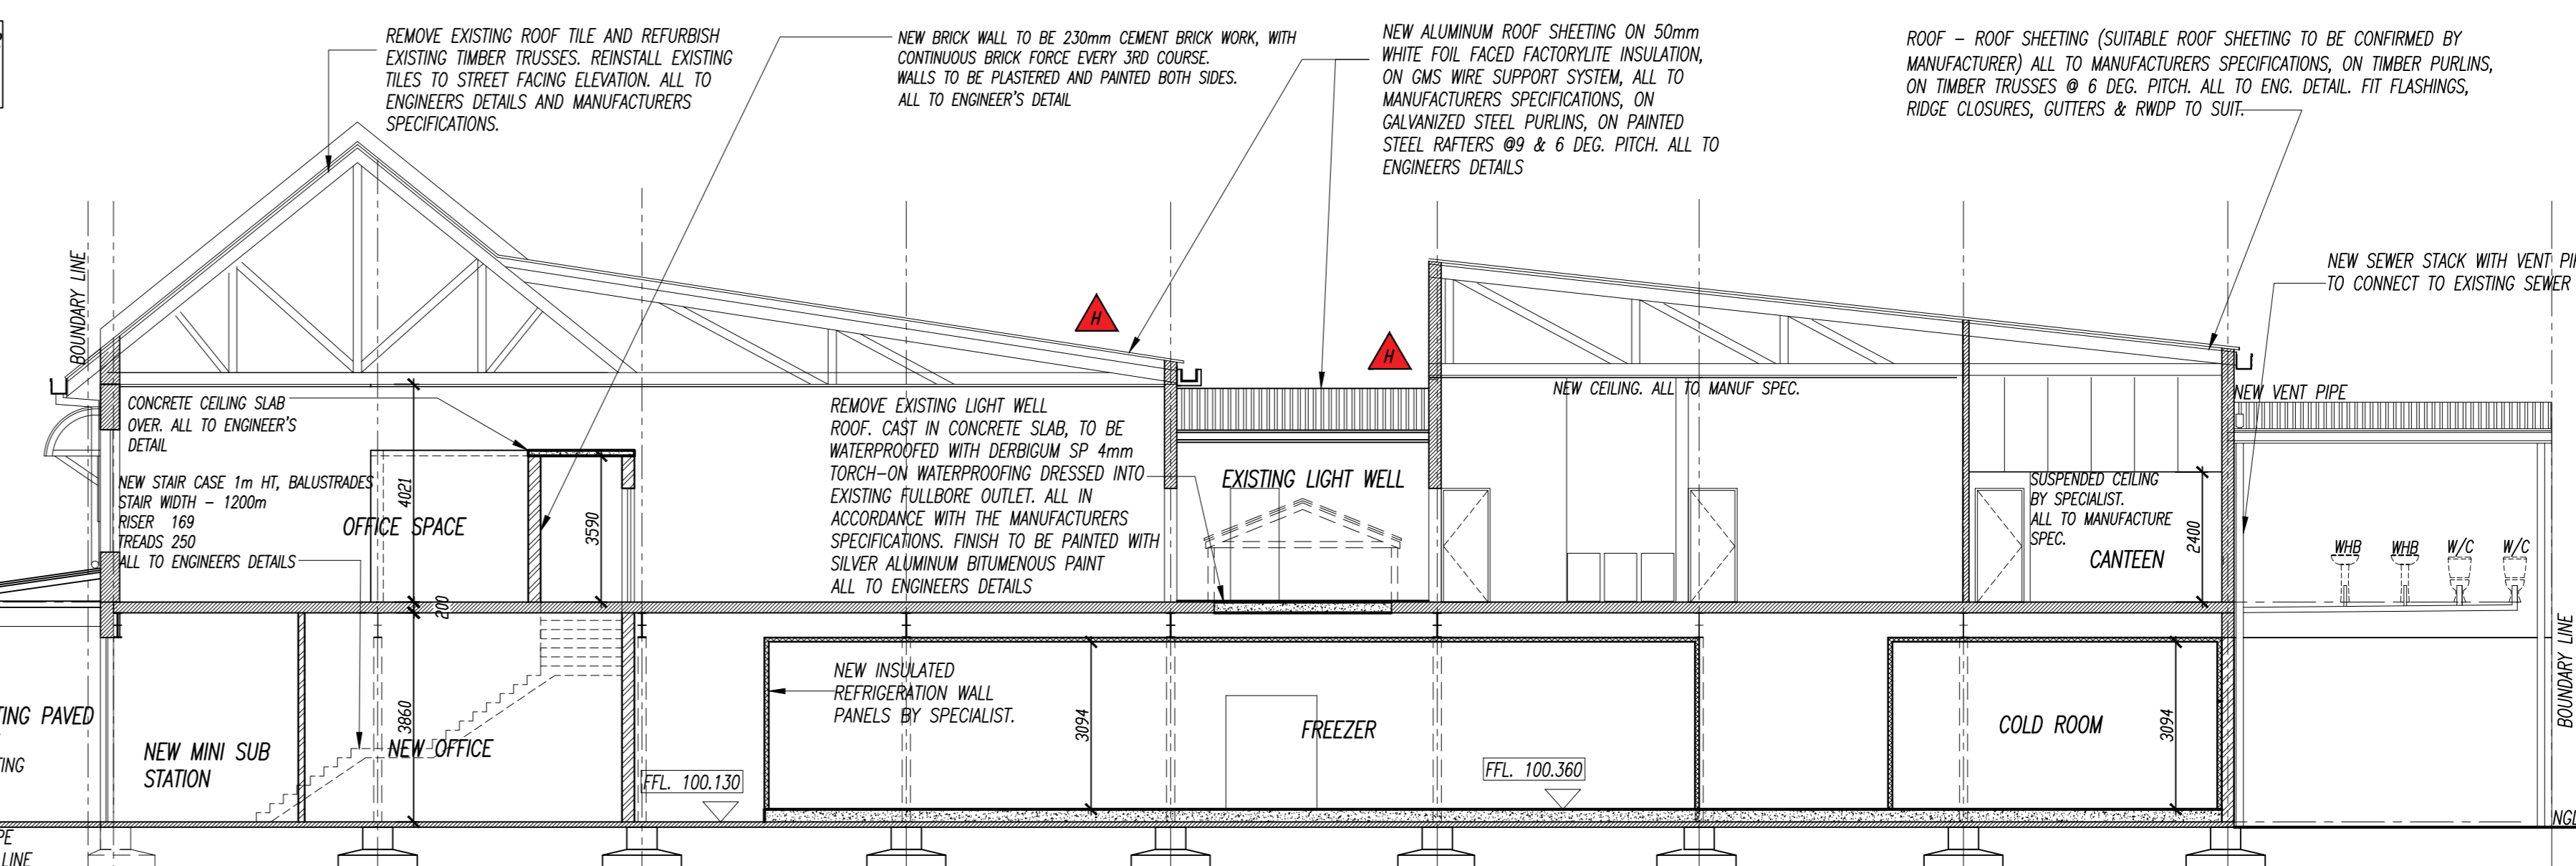 REMOVE EXISTING ROOF TILE AND REFURBISH
EXISTING TIMBER TRUSSES. REINSTALL EXISTING
TILES TO STREET FACING ELEVATION. ALL TO
ENGINEERS DETAILS AND MANUFACTURERS
SPECIFICATIONS.
NEW BRICK WALL TO BE 230mm CEMENT BRICK WORK, WITH
CONTINUOUS BRICK FORCE EVERY 3RD COURSE.
WALLS TO BE PLASTERED AND PAINTED BOTH SIDES.
ALL TO ENGINEER'S DETAIL
NEW ALUMINUM ROOF SHEETING ON 50mm
WHITE FOIL FACED FACTORYLITE INSULATION,
ON GMS WIRE SUPPORT SYSTEM, ALL TO
MANUFACTURERS SPECIFICATIONS, ON
GALVANIZED STEEL PURLINS, ON PAINTED
STEEL RAFTERS @9 & 6 DEG. PITCH. ALL TO
ENGINEERS DETAILS
ROOF - ROOF SHEETING (SUITABLE ROOF SHEETING TO BE CONFIRMED BY
MANUFACTURER) ALL TO MANUFACTURERS SPECIFICATIONS, ON TIMBER PURLINS,
ON TIMBER TRUSSES @ 6 DEG. PITCH. ALL TO ENG. DETAIL. FIT FLASHINGS,
RIDGE CLOSURES, GUTTERS & RWDP TO SUIT.
BOUNDARY LINE
NEW SEWER STACK WITH VENT PI
TO CONNECT TO EXISTING SEWER
H
H
NEW CEILING. ALL TO MANUF SPEC.
NEW VENT PIPE
CONCRETE CEILING SLAB
OVER. ALL TO ENGINEER'S
DETAIL
REMOVE EXISTING LIGHT WELL
ROOF. CAST IN CONCRETE SLAB, TO BE
WATERPROOFED WITH DERBIGUM SP 4mm
TORCH-ON WATERPROOFING DRESSED INTO
EXISTING FULLBORE OUTLET. ALL IN
ACCORDANCE WITH THE MANUFACTURERS
SPECIFICATIONS. FINISH TO BE PAINTED WITH
SILVER ALUMINUM BITUMENOUS PAINT
ALL TO ENGINEERS DETAILS
NEW STAIR CASE 1m HT, BALUSTRADES
STAIR WIDTH - 1200m
RISER 169
TREADS 250
ALL TO ENGINEERS DETAILS
4021
OFFICE SPACE
3590
EXISTING LIGHT WELL
SUSPENDED CEILING
BY SPECIALIST.
ALL TO MANUFACTURE
SPEC.
CANTEEN
2400
WHB
WHB
W/C
W/C
200
BOUNDARY LINE
NEW INSULATED
REFRIGERATION WALL
PANELS BY SPECIALIST.
TING PAVED
TING
NEW MINI SUB
STATION
3860
NEW OFFICE
FFL. 100.130
3094
FREEZER
FFL. 100.360
COLD ROOM
3094
NGL
PE
LINE